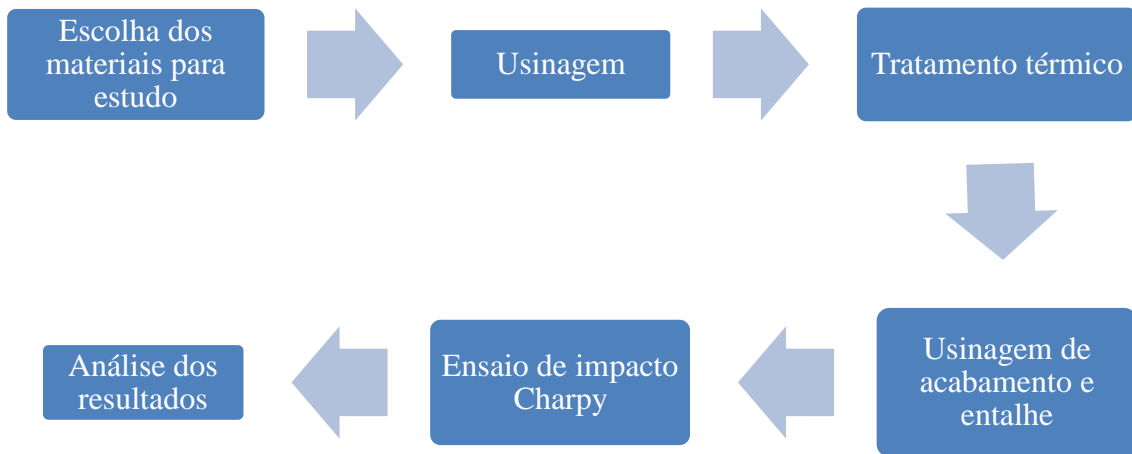 Escolha dos
materiais para
estudo
Usinagem
Tratamento térmico
Usinagem de
acabamento e
entalhe
Ensaio de impacto
Charpy
Análise dos
resultados